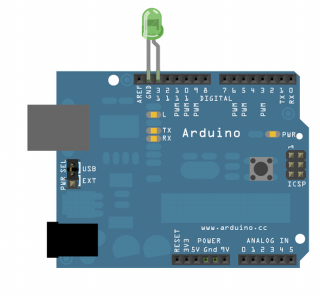 AREF
GND
13
12
11
10
9
8
7
6
5
4
3
2
1
0
PWM
PWM
PWM
PWM
PWM
PWM
DIGITAL
TX
RX
L
TX
RX
Arduino
PWR
PWR SEL
USB
EXT
ICSP
www.arduino.cc
RESET
3V3
5V Gnd 9V
POWER
ANALOG IN
0 1 2 3 4 5